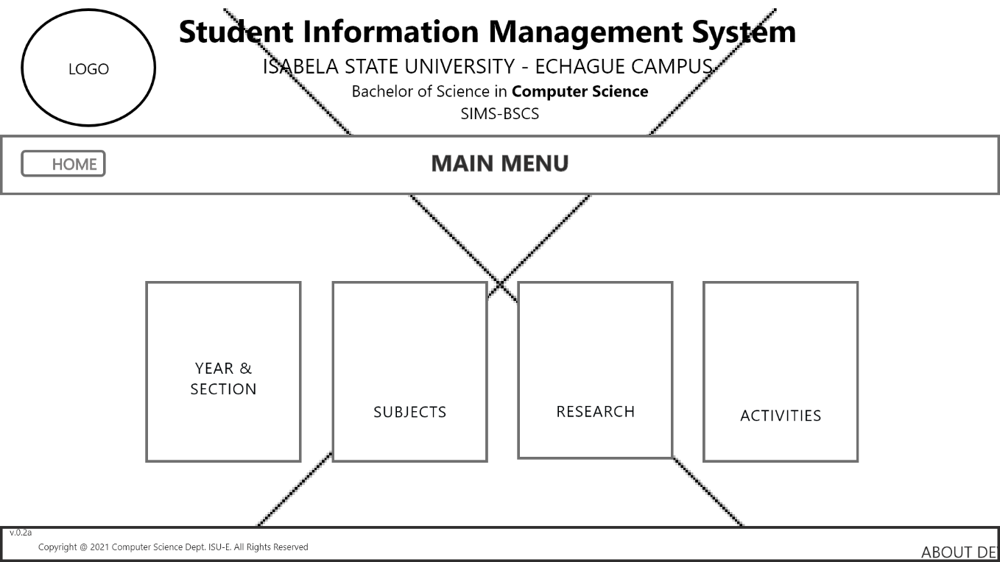 Student Information Management System
LOGO
ISABELA STATE UNIVERSITY - ECHAGUE CAMPUS
Bachelor of Science in Computer Science
SIMS-BSCS
HOME
MAIN MENU
YEAR &
SECTION
SUBJECTS
RESEARCH
ACTIVITIES
v.0.2a
Copyright @ 2021 Computer Science Dept. ISU-E. All Rights Reserved
ABOUT DE